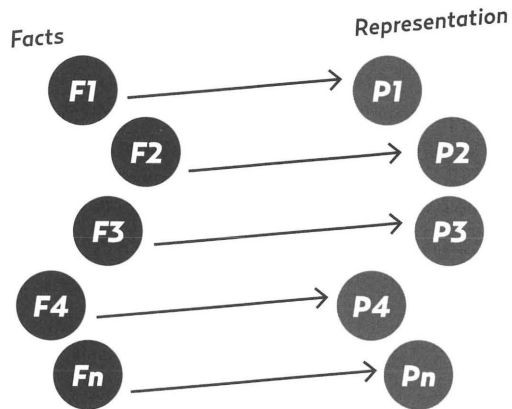 Facts
Representation
F1 P1
F2 P2
F3 P3
F4 P4
Fn Pn